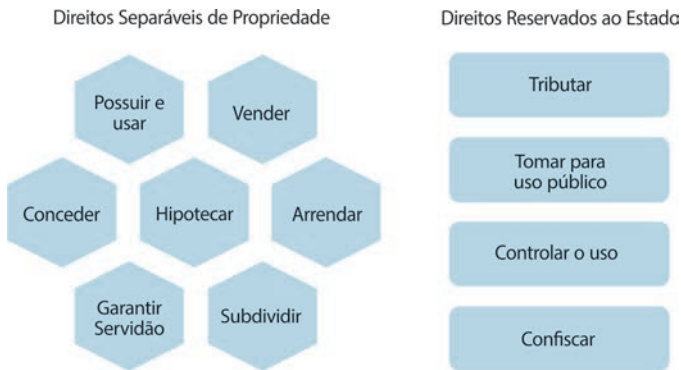 Direitos Separáveis de Propriedade
Direitos Reservados ao Estado
Possuir e
usar
Vender
Conceder
Hipotecar
Arrendar
Garantir
Servidão
Subdividir
Tributar
Tomar para
uso público
Controlar o uso
Confiscar